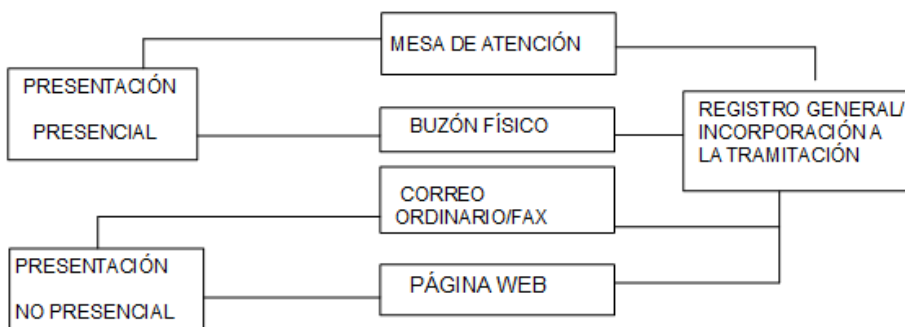 MESA DE ATENCIÓN
PRESENTACIÓN
PRESENCIAL
BUZÓN FÍSICO
REGISTRO GENERAL/
INCORPORACIÓN A
LA TRAMITACIÓN
CORREO
ORDINARIO/FAX
PRESENTACIÓN
NO PRESENCIAL
PÁGINA WEB